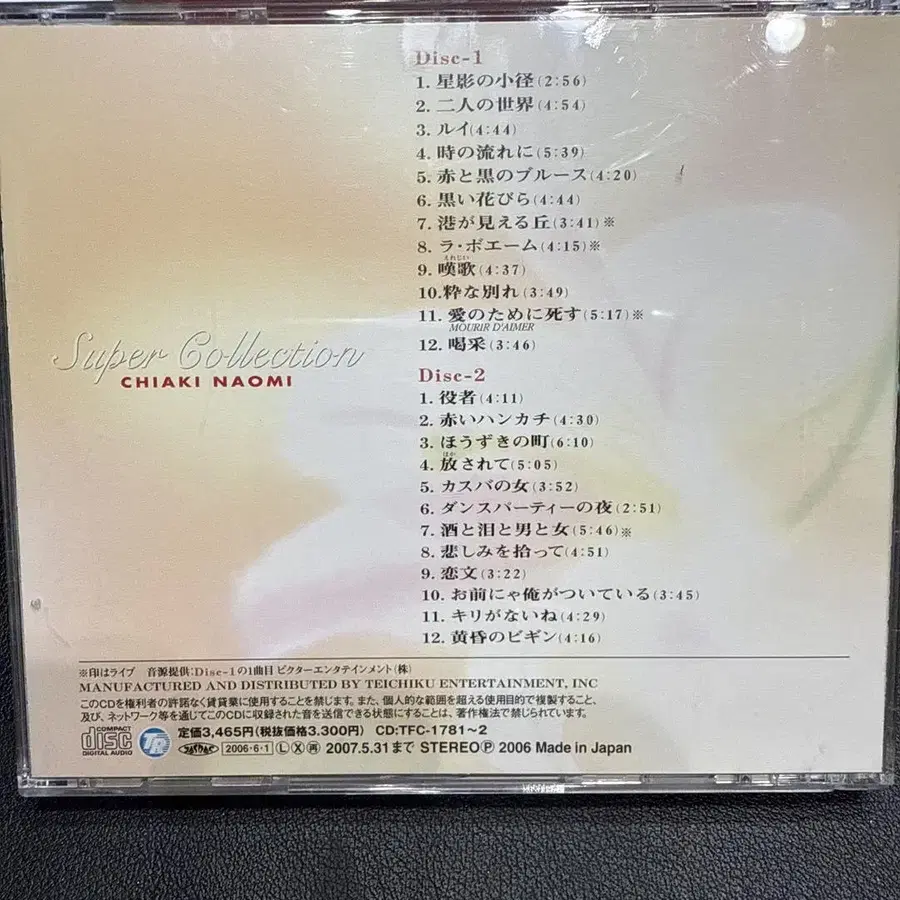 Disc-1
1. 星影の小径(2:56)
2. 二人の世界(4:54)
3. ルイ(4:44)
4. 時の流れに(5:39)
5. 赤と黒のブルース(4:20)
6. 黒い花びら(4:44)
7. 港が見える丘(3:41)※
8. ラ・ボエーム(4:15)※
えれじい
9. 嘆歌(4:37)
10.粋な別れ(3:49)
11. 愛のために死す(5:17)※
MOURIR D'AIMER
12. 喝采(3:46)
Super Collection
CHIAKI NAOMI
Disc-2
1. 役者(4:11)
2. 赤いハンカチ(4:30)
3. ほうずきの町(6:10)
ほか
4. 放されて(5:05)
5. カスバの女(3:52)
6. ダンスパーティーの夜(2:51)
7. 酒と泪と男と女(5:46)※
8. 悲しみを拾って(4:51)
9. 恋文(3:22)
10. お前にゃ俺がついている(3:45)
11. キリがないね(4:29)
12. 黄昏のビギン(4:16)
※印はライブ 音源提供:Disc-1の1曲目 ビクターエンタテインメント(株)
MANUFACTURED AND DISTRIBUTED BY TEICHIKU ENTERTAINMENT, INC
このCDを権利者の許諾なく賃貸業に使用することを禁じます。また、個人的な範囲を超える使用目的で複製すること、
及び、ネットワーク等を通じてこのCDに収録された音を送信できる状態にすることは、著作権法で禁じられています。
COMPACT
disc
DIGITAL AUDIO
TR
定価3,465円(税抜価格3,300円) CD:TFC-1781~2
JASRAC 2006・6・1 L X 再 2007.5.31まで STEREO Ⓟ 2006 Made in Japan